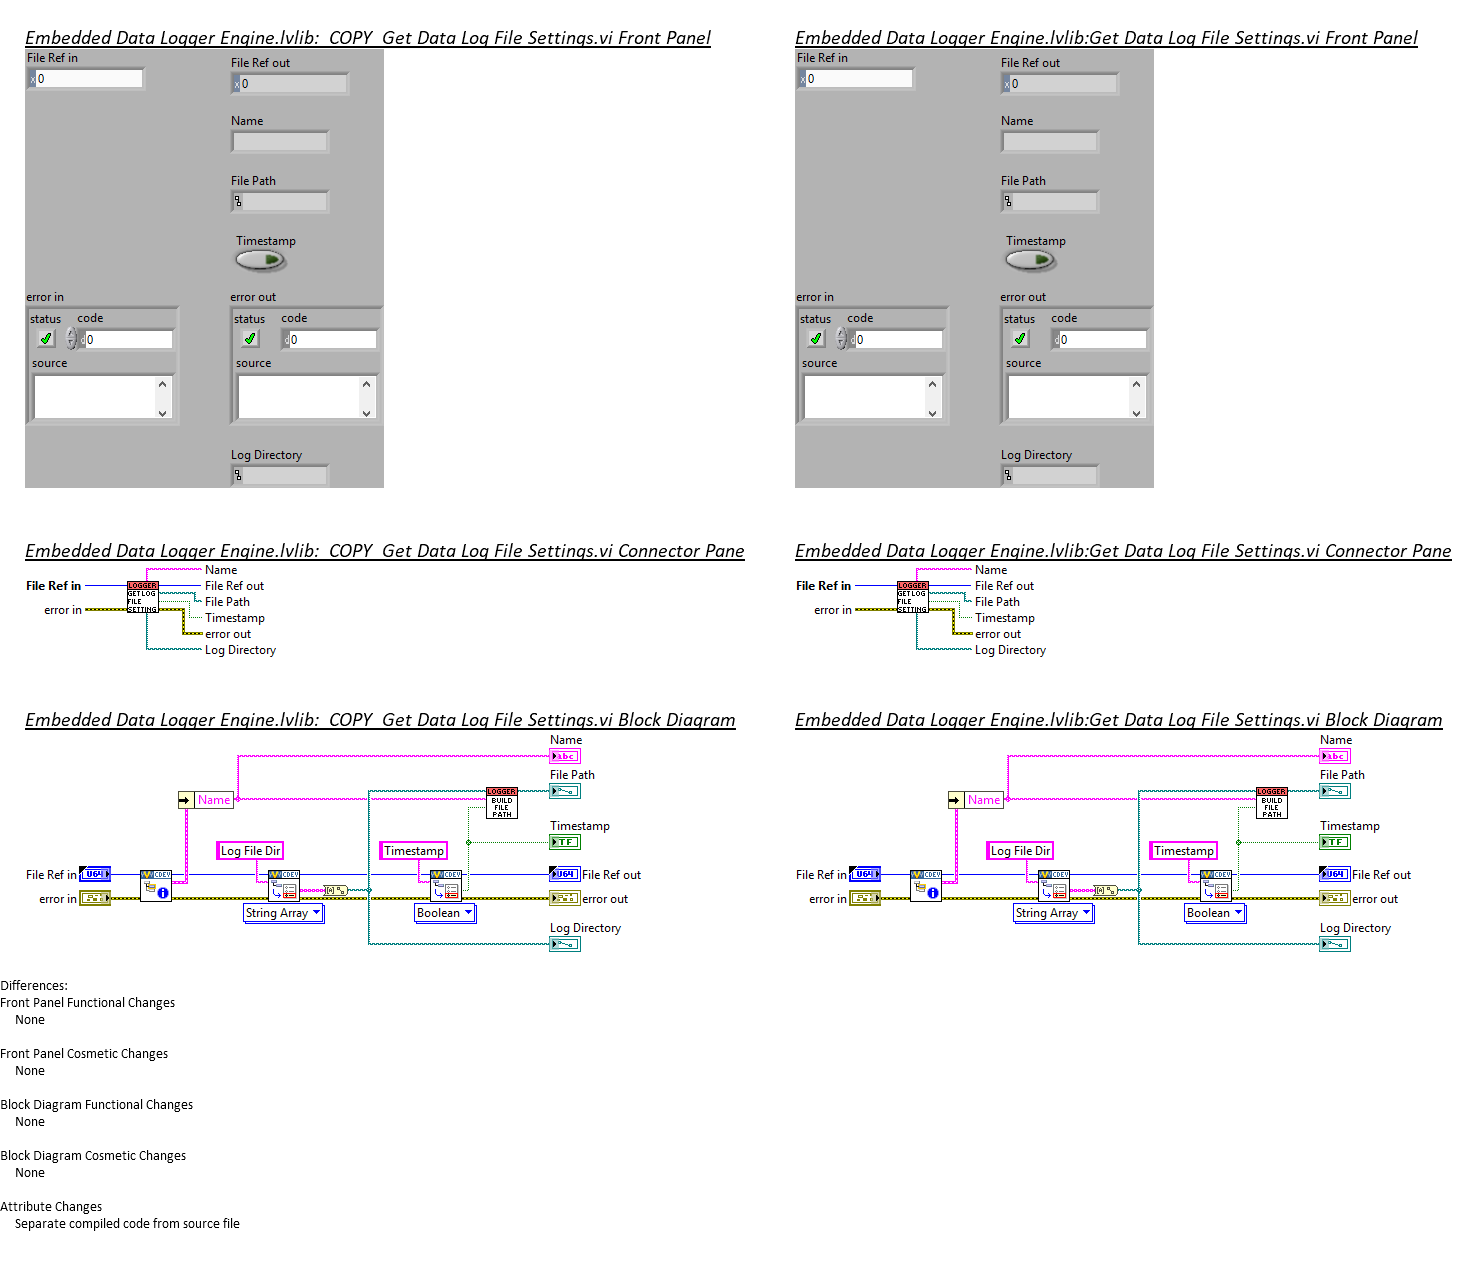 Embedded Data Logger Engine.lvlib:_COPY_Get Data Log File Settings.vi Front Panel
File Ref in
x 0
File Ref out
x 0
Name
File Path
Timestamp
error in
status
code
d 0
source
error out
status
code
d 0
source
Log Directory
Embedded Data Logger Engine.lvlib:Get Data Log File Settings.vi Front Panel
File Ref in
x 0
File Ref out
x 0
Name
File Path
Timestamp
error in
status
code
d 0
source
error out
status
code
d 0
source
Log Directory
Embedded Data Logger Engine.lvlib:_COPY_Get Data Log File Settings.vi Connector Pane
File Ref in
error in
LOGGER
GET LOG
FILE
SETTING
Name
File Ref out
File Path
Timestamp
error out
Log Directory
Embedded Data Logger Engine.lvlib:Get Data Log File Settings.vi Connector Pane
File Ref in
error in
LOGGER
GET LOG
FILE
SETTING
Name
File Ref out
File Path
Timestamp
error out
Log Directory
Embedded Data Logger Engine.lvlib:_COPY_Get Data Log File Settings.vi Block Diagram
Name
abc
File Path
Name
LOGGER
BUILD
FILE
PATH
Timestamp
TF
Log File Dir
Timestamp
File Ref in
U64
CDEV
CDEV
CDEV
U64
File Ref out
error in
error out
String Array
Boolean
Log Directory
Embedded Data Logger Engine.lvlib:Get Data Log File Settings.vi Block Diagram
Name
abc
File Path
Name
LOGGER
BUILD
FILE
PATH
Timestamp
TF
Log File Dir
Timestamp
File Ref in
U64
CDEV
CDEV
CDEV
U64
File Ref out
error in
error out
String Array
Boolean
Log Directory
Differences:
Front Panel Functional Changes
None
Front Panel Cosmetic Changes
None
Block Diagram Functional Changes
None
Block Diagram Cosmetic Changes
None
Attribute Changes
Separate compiled code from source file